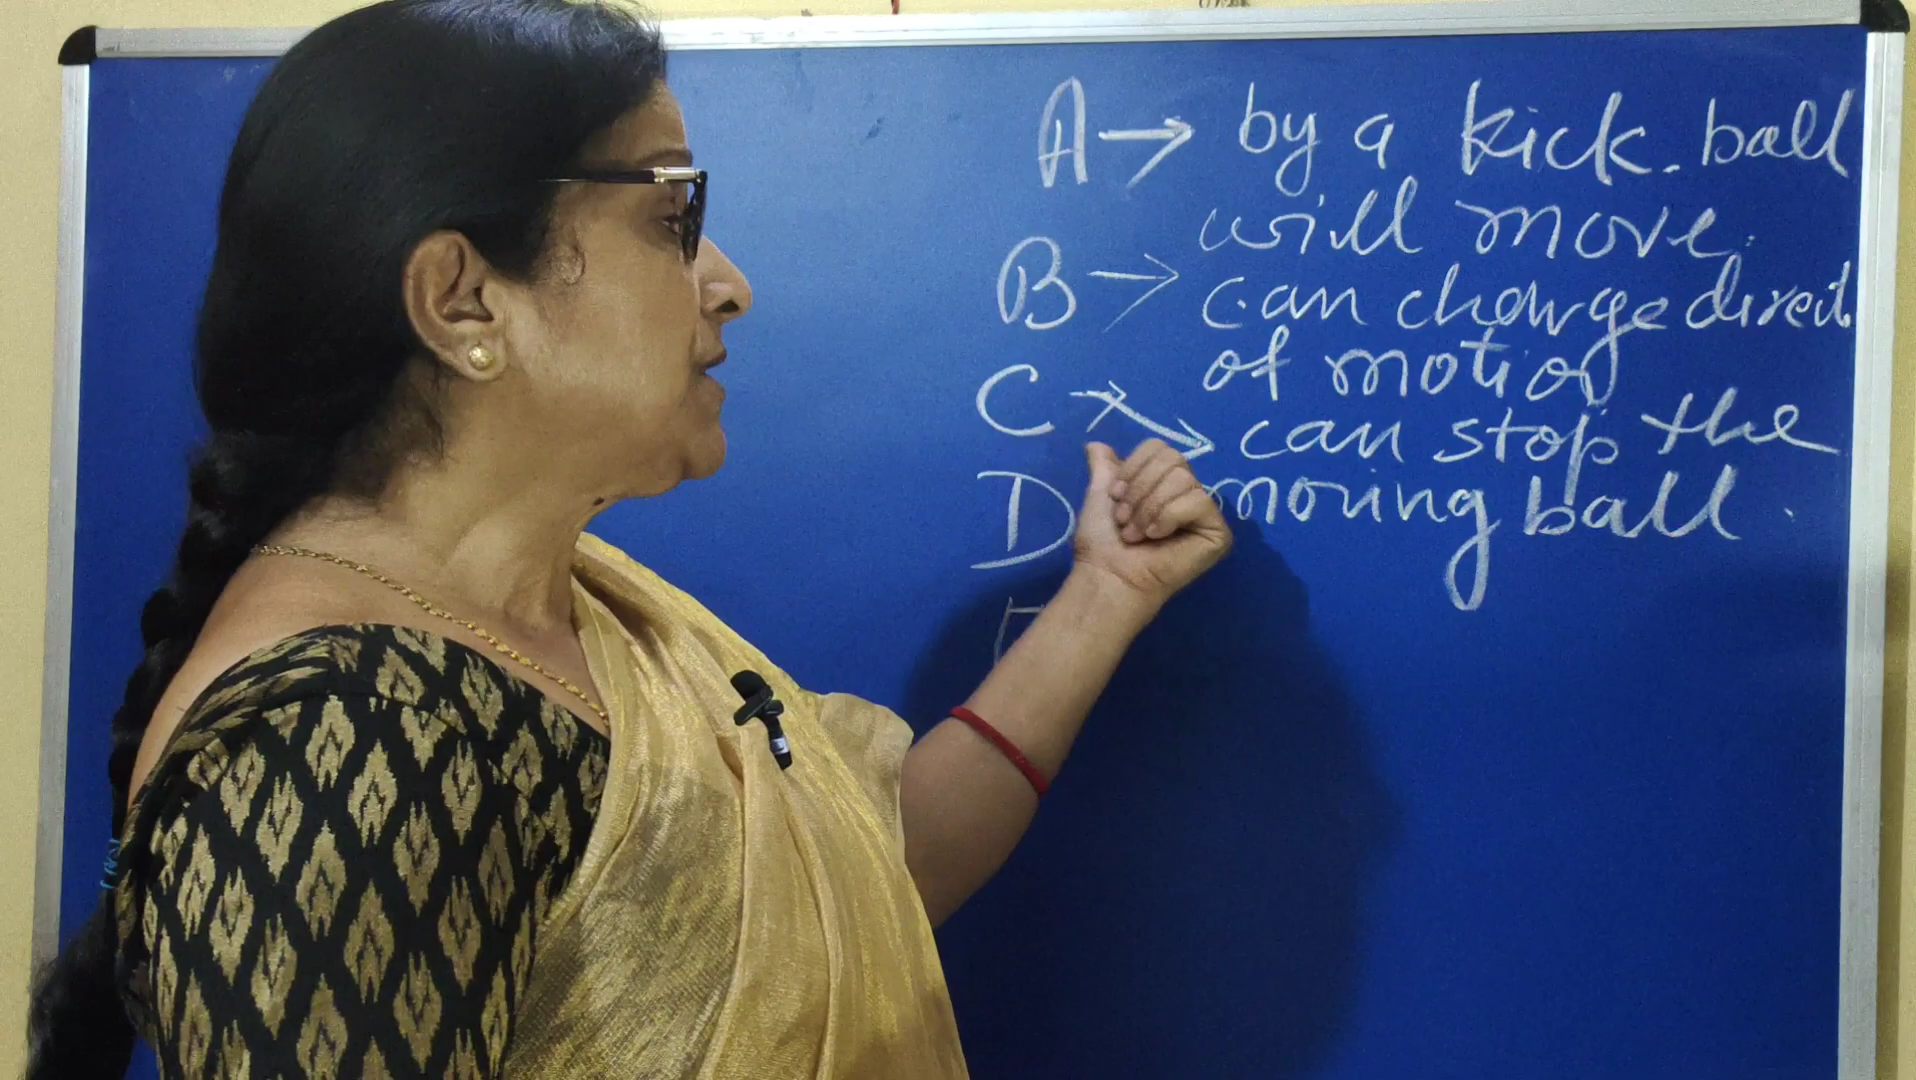 A → by a kick. ball
will move.
B → can change direct.
of motion
C → can stop the
D moving ball.